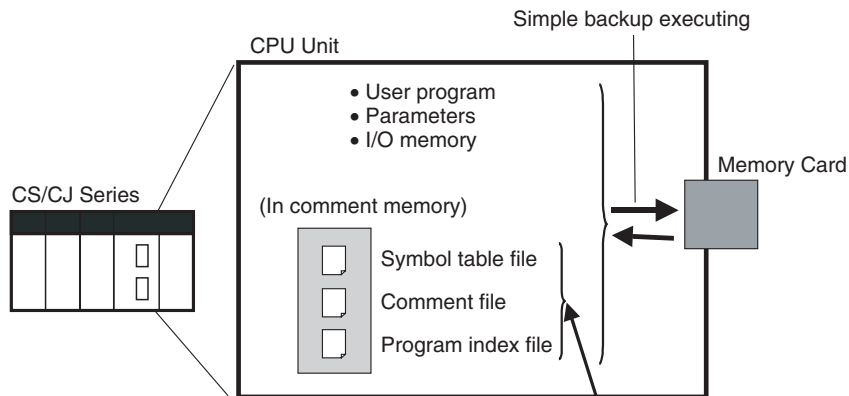 Simple backup executing
CPU Unit
• User program
• Parameters
• I/O memory
Memory Card
CS/CJ Series
(In comment memory)
Symbol table file
Comment file
Program index file